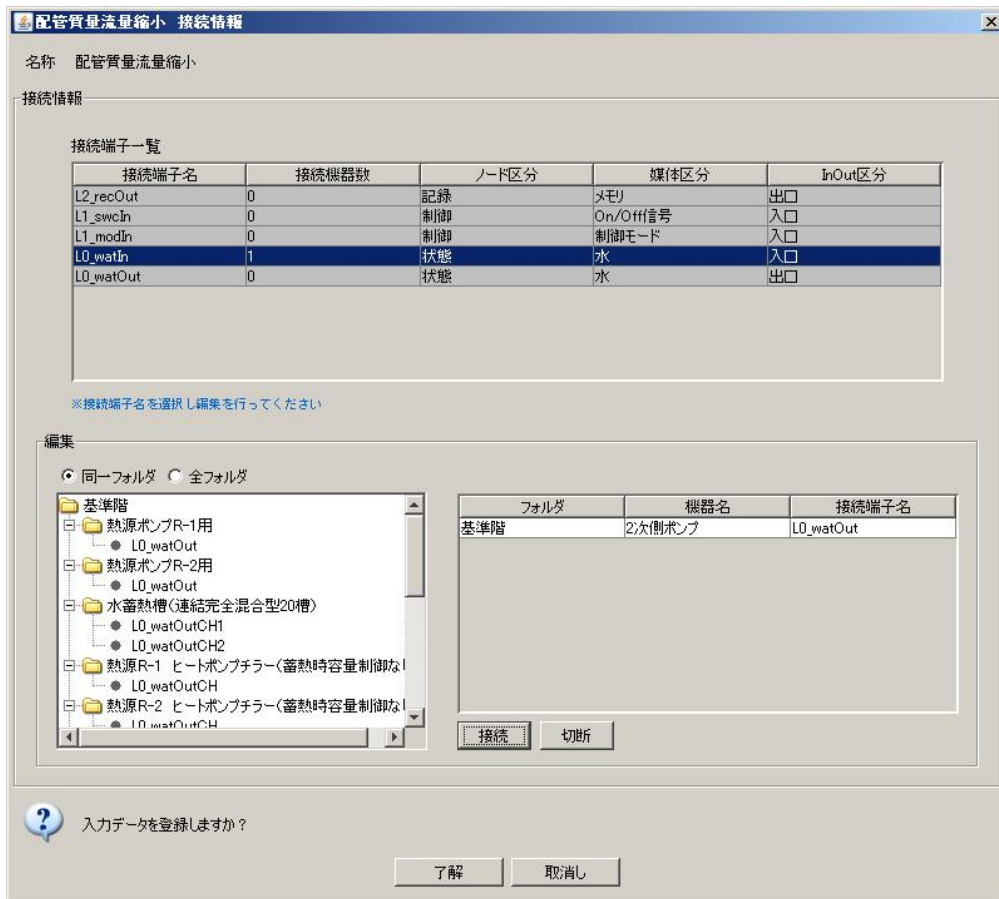 配管質量流量縮小 接続情報
名称 配管質量流量縮小
接続情報
接続端子一覧
接続端子名 接続機器数 ノード区分 媒体区分 InOut区分
L2_recOut 0 記録 メモリ 出口
L1_swcIn 0 制御 On/Off信号 入口
L1_modIn 0 制御 制御モード 入口
L0_watIn 1 状態 水 入口
L0_watOut 0 状態 水 出口
※接続端子名を選択し編集を行ってください
編集
同一フォルダ 全フォルダ
基準階
熱源ポンプR-1用
L0_watOut
熱源ポンプR-2用
L0_watOut
水蓄熱槽(連結完全混合型20槽)
L0_watOutCH1
L0_watOutCH2
熱源R-1 ヒートポンプチラー(蓄熱時容量制御な
L0_watOutCH
熱源R-2 ヒートポンプチラー(蓄熱時容量制御な
L0_watOutCH
フォルダ 機器名 接続端子名
基準階 2次側ポンプ L0_watOut
接続 切断
入力データを登録しますか?
了解 取消し